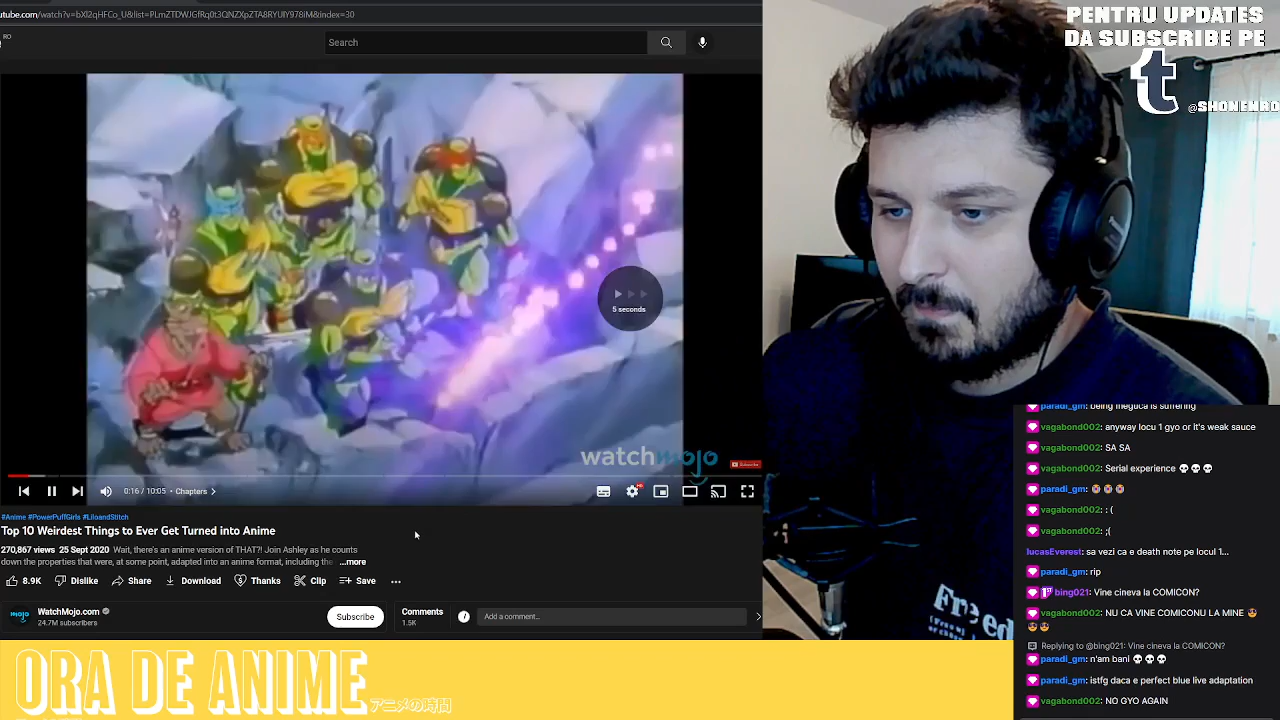 utube.com/watch?v=bXl2qHFCo_U&list=PLmZTDWJGfRq0t3QNZXpZTA8RYUIY978IM&index=30
RO
Search
5 seconds
watchmojo
Subscribe
0:16 / 10:05 • Chapters
#Anime #PowerPuffGirls #LiloandStitch
Top 10 Weirdest Things to Ever Get Turned into Anime
270,867 views 25 Sept 2020 Wait, there's an anime version of THAT?! Join Ashley as he counts
down the properties that were, at some point, adapted into an anime format, including the ...more
8.9K Dislike Share Download Thanks Clip Save
mojo
WatchMojo.com
24.7M subscribers
Subscribe
Comments
1.5K
Add a comment...
PENTRU UPDATES
DA SUBSCRIBE PE
t
@SHONENRO
Freed
paradi_gm: being meguca is suffering
vagabond002: anyway locu 1 gyo or it's weak sauce
vagabond002: SA SA
vagabond002: Serial experience
paradi_gm:
vagabond002: : (
vagabond002: ;(
lucasEverest: sa vezi ca e death note pe locul 1...
paradi_gm: rip
bing021: Vine cineva la COMICON?
vagabond002: NU CA VINE COMICONU LA MINE
Replying to @bing021: Vine cineva la COMICON?
paradi_gm: n'am bani
paradi_gm: istfg daca e perfect blue live adaptation
vagabond002: NO GYO AGAIN
ORA DE ANIME
アニメの時間